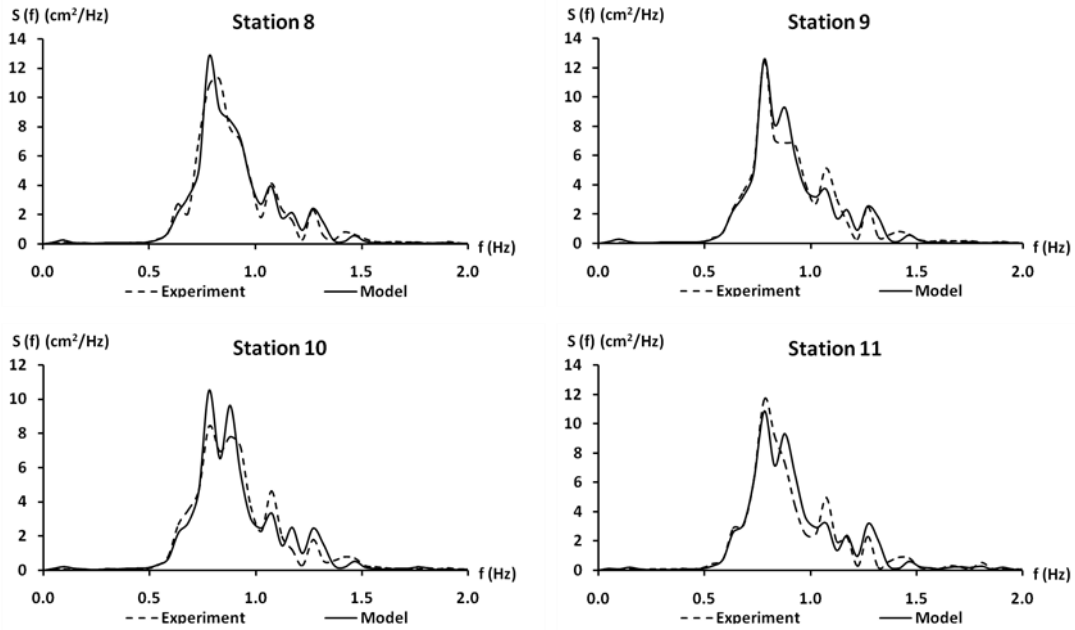 S (f) (cm²/Hz)
Station 8
14
12
10
8
6
4
2
0
f (Hz)
0.0 0.5 1.0 1.5 2.0
Experiment Model
S (f) (cm²/Hz)
Station 9
14
12
10
8
6
4
2
0
f (Hz)
0.0 0.5 1.0 1.5 2.0
Experiment Model
S (f) (cm²/Hz)
Station 10
12
10
8
6
4
2
0
f (Hz)
0.0 0.5 1.0 1.5 2.0
Experiment Model
S (f) (cm²/Hz)
Station 11
14
12
10
8
6
4
2
0
f (Hz)
0.0 0.5 1.0 1.5 2.0
Experiment Model